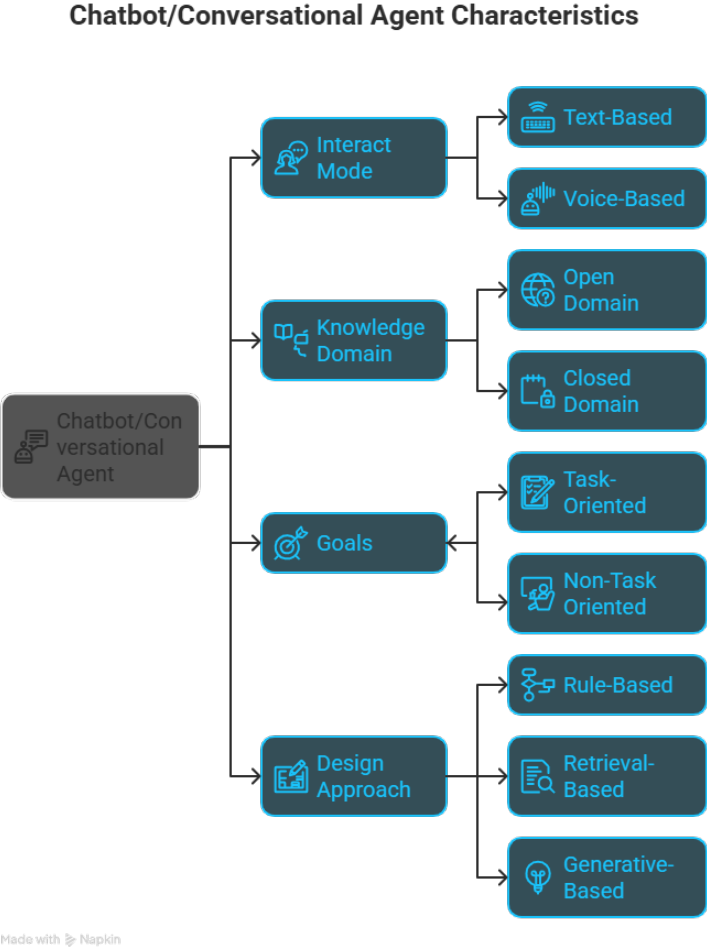 Chatbot/Conversational Agent Characteristics
Text-Based
Interact
Mode
Voice-Based
Open
Domain
Knowledge
Domain
Closed
Domain
Chatbot/Con
versational
Agent
Task-
Oriented
Goals
Non-Task
Oriented
Rule-Based
Design
Approach
Retrieval-
Based
Generative-
Based
Made with Napkin